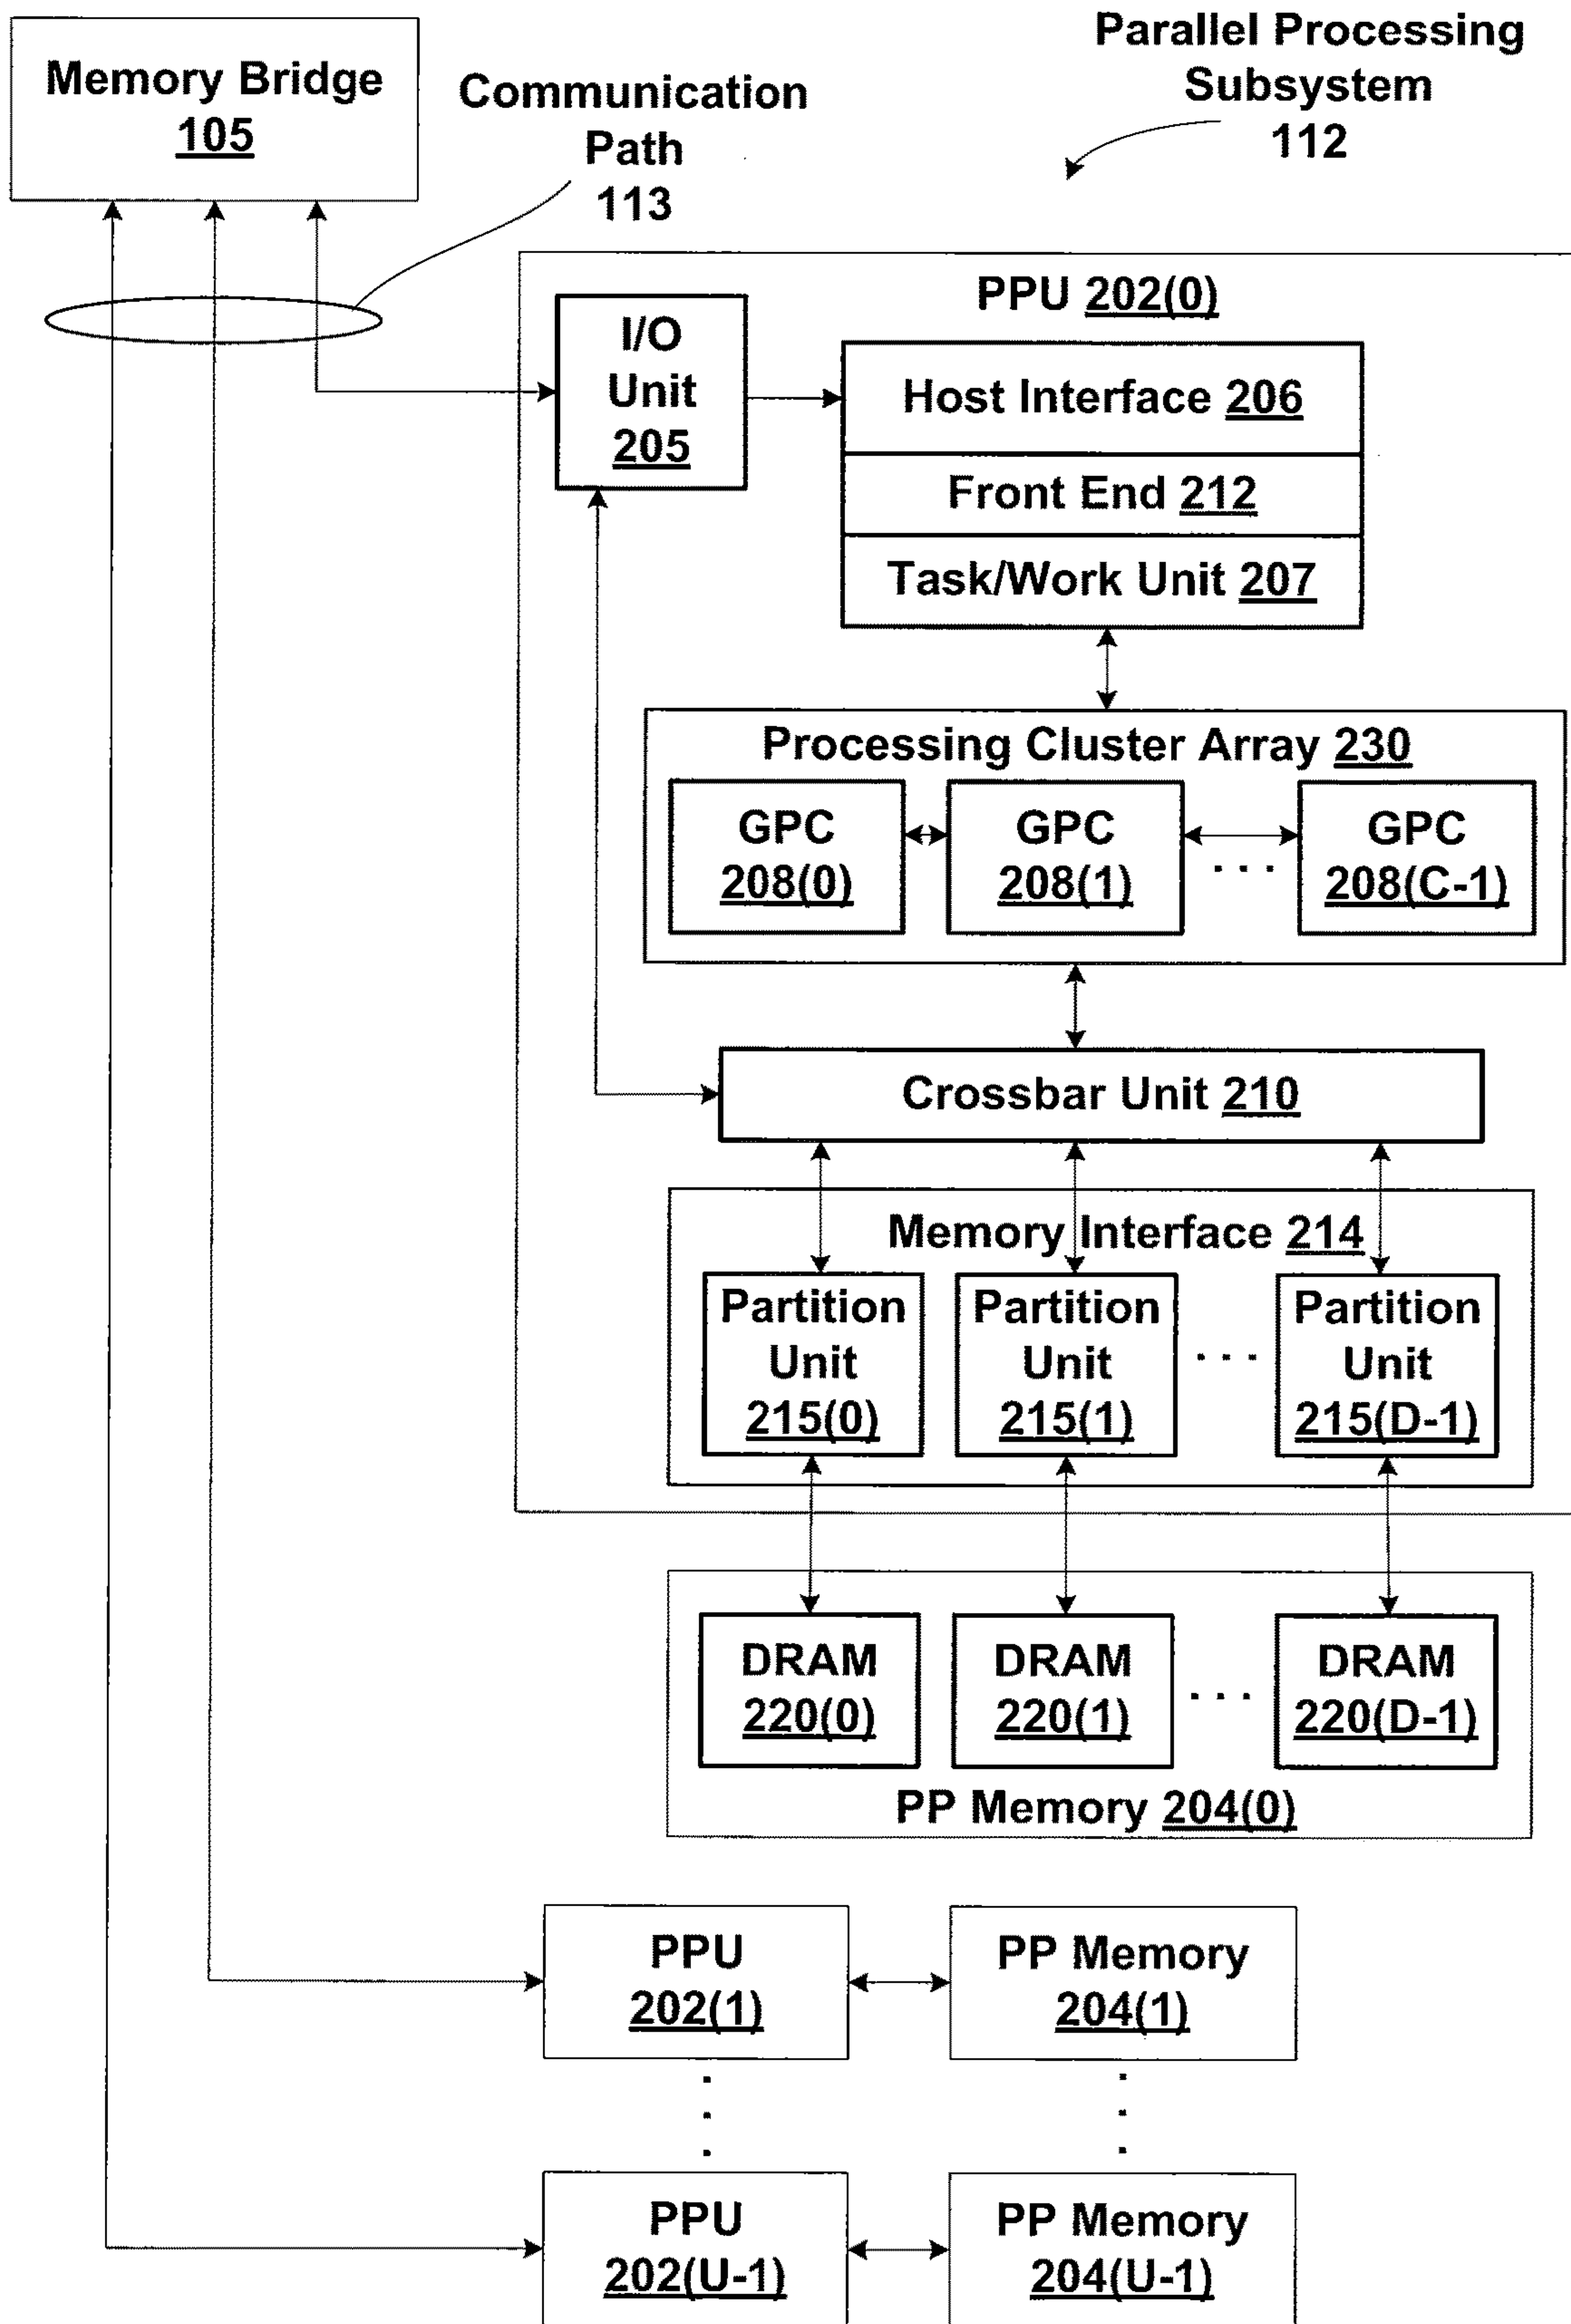 Parallel Processing
Subsystem
112
Memory Bridge
105
Communication
Path
113
PPU 202(0)
I/O
Unit
205
Host Interface 206
Front End 212
Task/Work Unit 207
Processing Cluster Array 230
GPC
208(0)
GPC
208(1)
. . .
GPC
208(C-1)
Crossbar Unit 210
Memory Interface 214
Partition
Unit
215(0)
Partition
Unit
215(1)
. . .
Partition
Unit
215(D-1)
DRAM
220(0)
DRAM
220(1)
. . .
DRAM
220(D-1)
PP Memory 204(0)
PPU
202(1)
PP Memory
204(1)
PPU
202(U-1)
PP Memory
204(U-1)